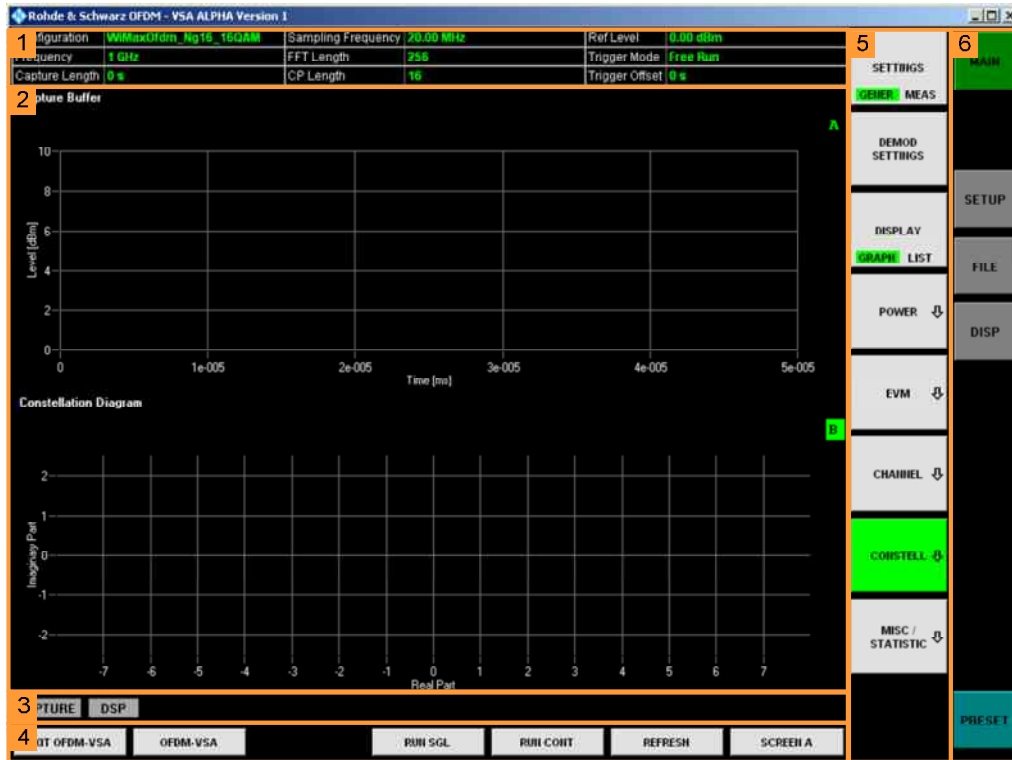 Rohde & Schwarz OFDM - VSA ALPHA Version 1
1 figuration WiMaxOfdm_Ng16_16QAM Sampling Frequency 20.00 MHz Ref Level 0.00 dBm
Frequency 1 GHz FFT Length 256 Trigger Mode Free Run
Capture Length 0 s CP Length 16 Trigger Offset 0 s
2 pture Buffer
A
10
8
6
4
2
0
Level [dBm]
0 1e-005 2e-005 3e-005 4e-005 5e-005
Time [ms]
Constellation Diagram
B
2
1
0
-1
-2
Imaginay Part
-7 -6 -5 -4 -3 -2 -1 0 1 2 3 4 5 6 7
Real Part
3 PTURE DSP
4 IT OFDM-VSA OFDM-VSA RUN SGL RUN CONT REFRESH SCREEN A
5
SETTINGS
GENER MEAS
DEMOD
SETTINGS
DISPLAY
GRAPH LIST
POWER
EVM
CHANNEL
CONSTELL
MISC /
STATISTIC
6
MAIN
SETUP
FILE
DISP
PRESET